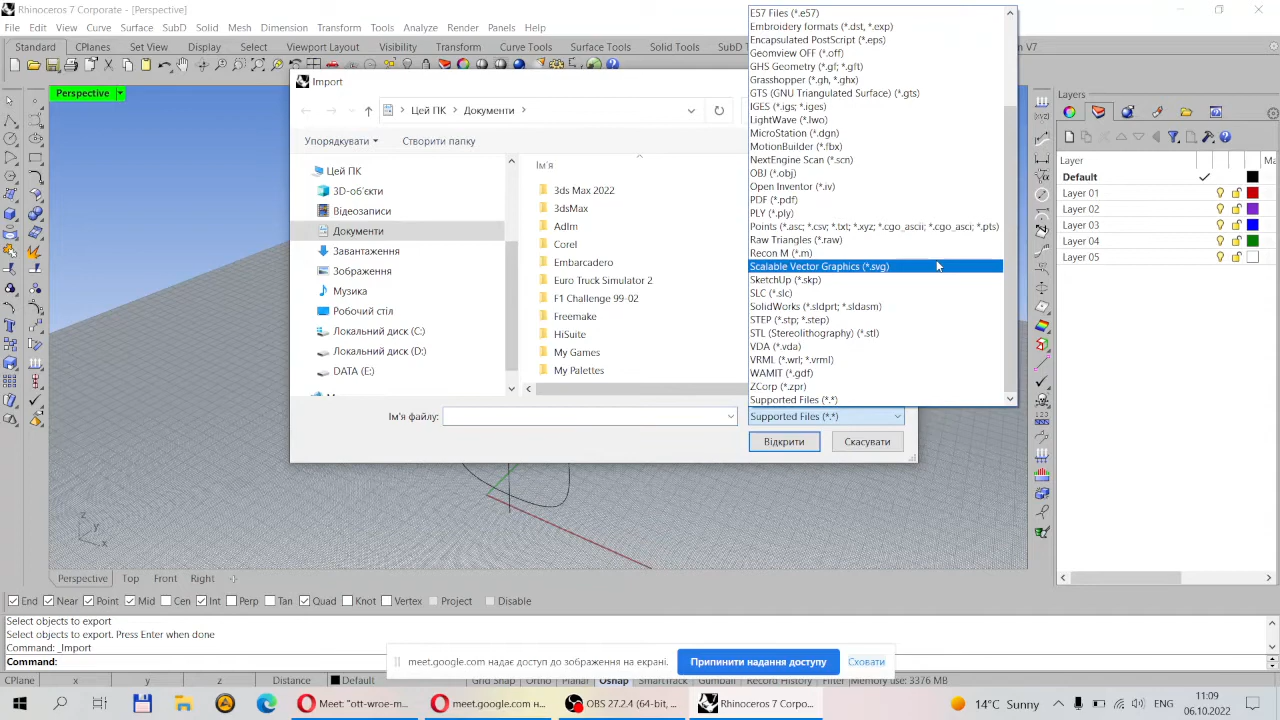 Rhinoceros 7 Corporate - [Perspective]
File Edit View Curve Surface SubD Solid Mesh Dimension Transform Tools Analyze Render Panels Help
Standard CPlanes Set View Display Select Viewport Layout Visibility Transform Curve Tools Surface Tools Solid Tools
Perspective
Import
Цей ПК Документи
Упорядкувати Створити папку
Цей ПК
3D-об'єкти
Відеозаписи
Документи
Завантаження
Зображення
Музика
Робочий стіл
Локальний диск (C:)
Локальний диск (D:)
DATA (E:)
Ім'я
3ds Max 2022
3dsMax
Adlm
Corel
Embarcadero
Euro Truck Simulator 2
F1 Challenge 99-02
Freemake
HiSuite
My Games
My Palettes
Ім'я файлу:
E57 Files (*.e57)
Embroidery formats (*.dst, *.exp)
Encapsulated PostScript (*.eps)
Geomview OFF (*.off)
GHS Geometry (*.gf; *.gft)
Grasshopper (*.gh, *.ghx)
GTS (GNU Triangulated Surface) (*.gts)
IGES (*.igs; *.iges)
LightWave (*.lwo)
MicroStation (*.dgn)
MotionBuilder (*.fbx)
NextEngine Scan (*.scn)
OBJ (*.obj)
Open Inventor (*.iv)
PDF (*.pdf)
PLY (*.ply)
Points (*.asc; *.csv; *.txt; *.xyz; *.cgo_ascii; *.cgo_asci; *.pts)
Raw Triangles (*.raw)
Recon M (*.m)
Scalable Vector Graphics (*.svg)
SketchUp (*.skp)
SLC (*.slc)
SolidWorks (*.sldprt; *.sldasm)
STEP (*.stp; *.step)
STL (Stereolithography) (*.stl)
VDA (*.vda)
VRML (*.wrl; *.vrml)
WAMIT (*.gdf)
ZCorp (*.zpr)
Supported Files (*.*)
Supported Files (*.*)
Відкрити Скасувати
n V7
Layers
Layer Ma
Default
Layer 01
Layer 02
Layer 03
Layer 04
Layer 05
z
y
x
Perspective Top Front Right
End Near Point Mid Cen Int Perp Tan Quad Knot Vertex Project Disable
Select objects to export
Select objects to export. Press Enter when done
Command: _Import
Command:
meet.google.com надає доступ до зображення на екрані. Припинити надання доступу Сховати
CPlane x y z Distance Default Grid Snap Ortho Planar Osnap SmartTrack Gumball Record History Filter Memory use: 3376 MB
Meet: "ott-wroe-m... meet.google.com н... OBS 27.2.4 (64-bit, ... Rhinoceros 7 Corpo... 14°C Sunny ENG 11:09
06.10.2022